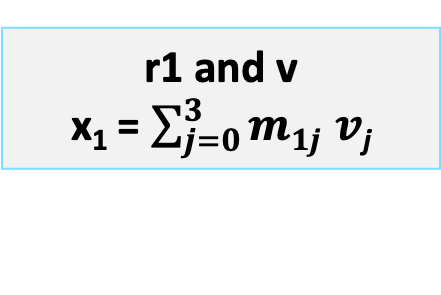 r1 and v
x₁ = ∑³ⱼ₌₀ m₁ⱼ vⱼ